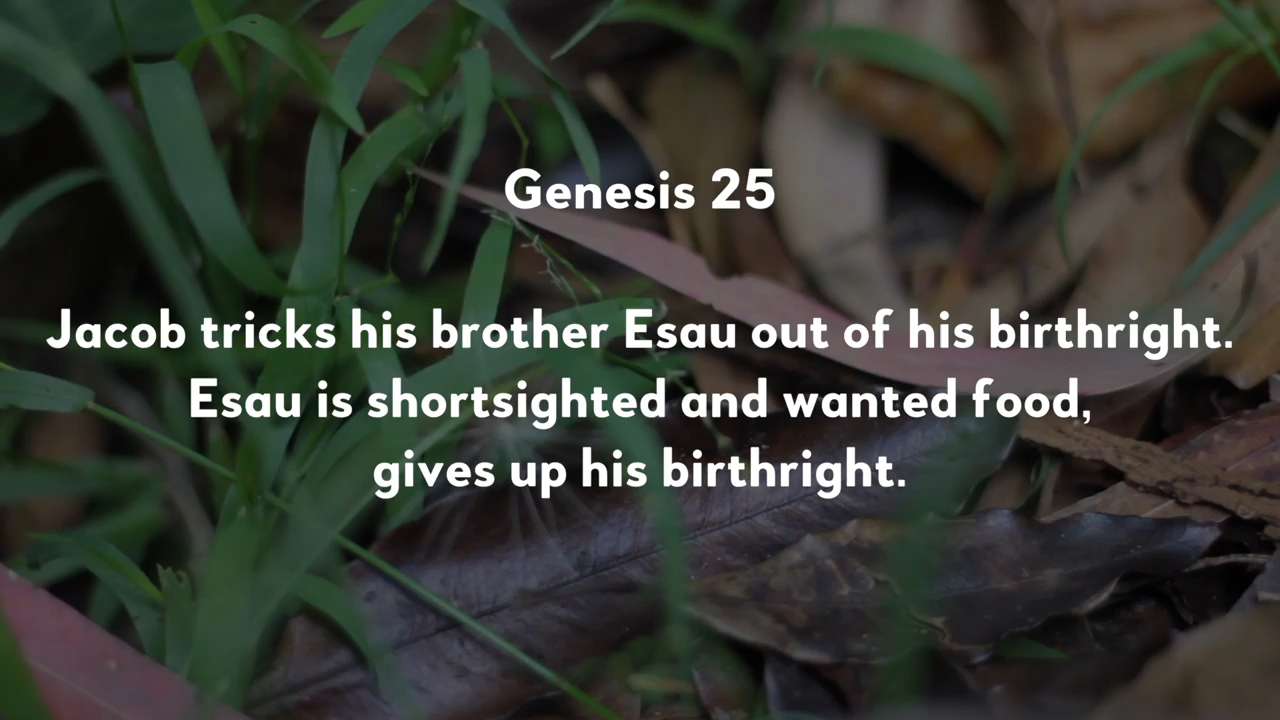 Genesis 25
Jacob tricks his brother Esau out of his birthright.
Esau is shortsighted and wanted food,
gives up his birthright.